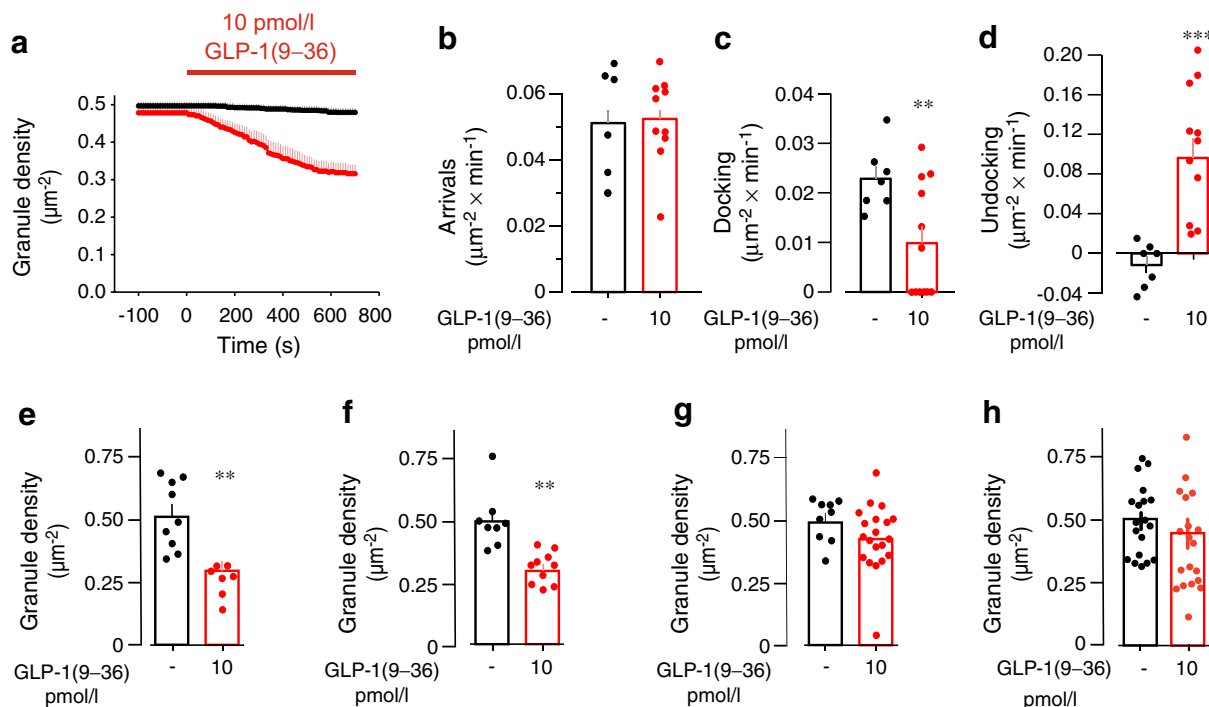 a
10 pmol/l
GLP-1(9–36)
Granule density
(μm-2)
0.5
0.4
0.3
0.2
0.0
-100 0 200 400 600 800
Time (s)
b
Arrivals
(μm-2 × min-1)
0.06
0.04
0.02
0
GLP-1(9–36) - 10
pmol/l
c
**
Docking
(μm-2 × min-1)
0.04
0.03
0.02
0.01
0
GLP-1(9–36) - 10
pmol/l
d
***
Undocking
(μm-2 × min-1)
0.20
0.16
0.12
0.08
0.04
0
-0.04
GLP-1(9–36) - 10
pmol/l
e
**
Granule density
(μm-2)
0.75
0.50
0.25
0
GLP-1(9–36) - 10
pmol/l
f
**
Granule density
(μm-2)
0.75
0.50
0.25
0
GLP-1(9–36) - 10
pmol/l
g
Granule density
(μm-2)
0.75
0.50
0.25
0
GLP-1(9–36) - 10
pmol/l
h
Granule density
(μm-2)
0.75
0.50
0.25
0
GLP-1(9–36) - 10
pmol/l